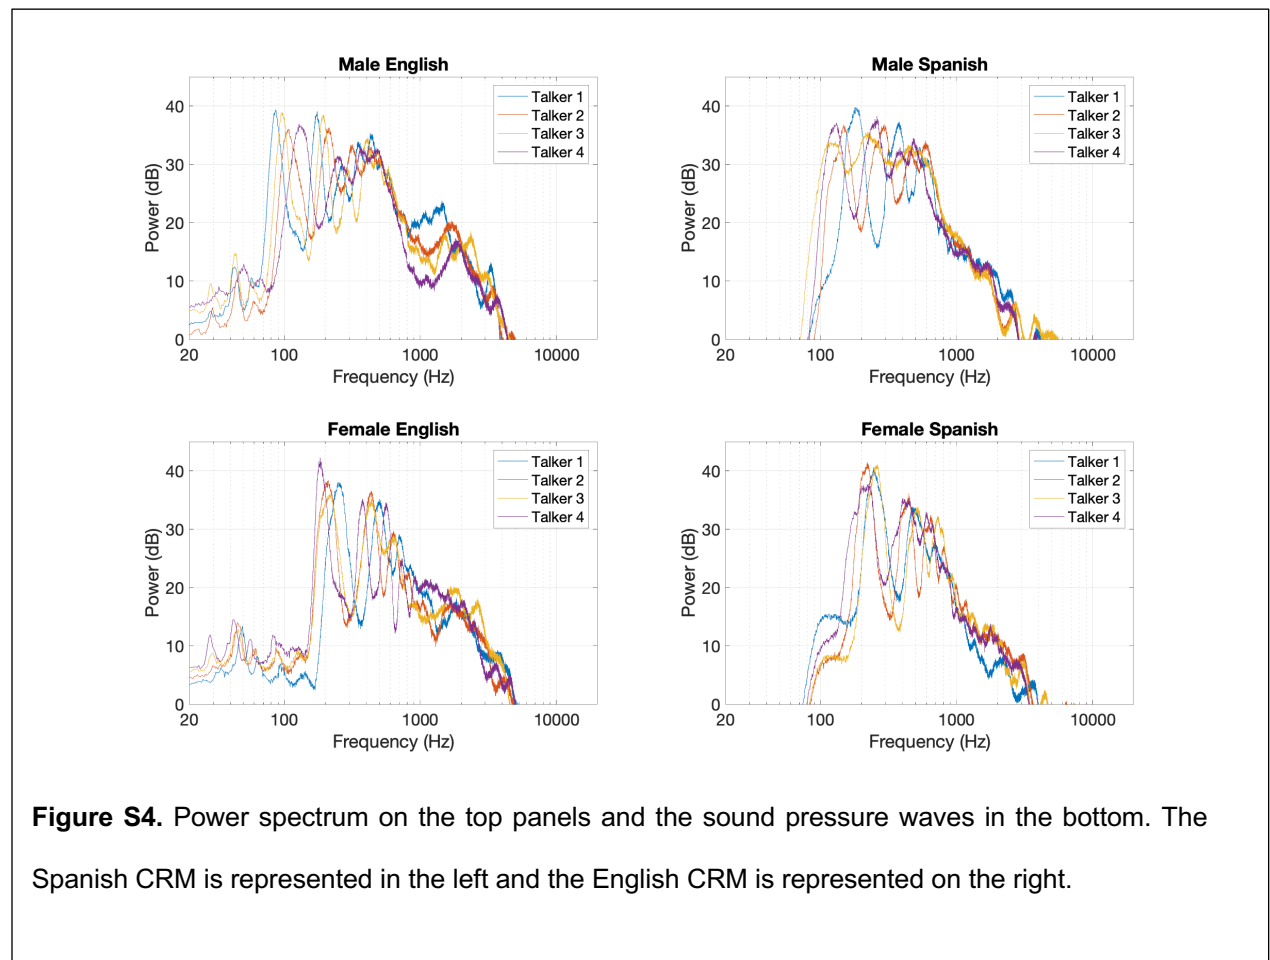 Male English
Talker 1
Talker 2
Talker 3
Talker 4
40
30
20
10
0
Power (dB)
20 100 1000 10000
Frequency (Hz)
Male Spanish
Talker 1
Talker 2
Talker 3
Talker 4
40
30
20
10
0
Power (dB)
20 100 1000 10000
Frequency (Hz)
Female English
Talker 1
Talker 2
Talker 3
Talker 4
40
30
20
10
0
Power (dB)
20 100 1000 10000
Frequency (Hz)
Female Spanish
Talker 1
Talker 2
Talker 3
Talker 4
40
30
20
10
0
Power (dB)
20 100 1000 10000
Frequency (Hz)
Figure S4. Power spectrum on the top panels and the sound pressure waves in the bottom. The
Spanish CRM is represented in the left and the English CRM is represented on the right.